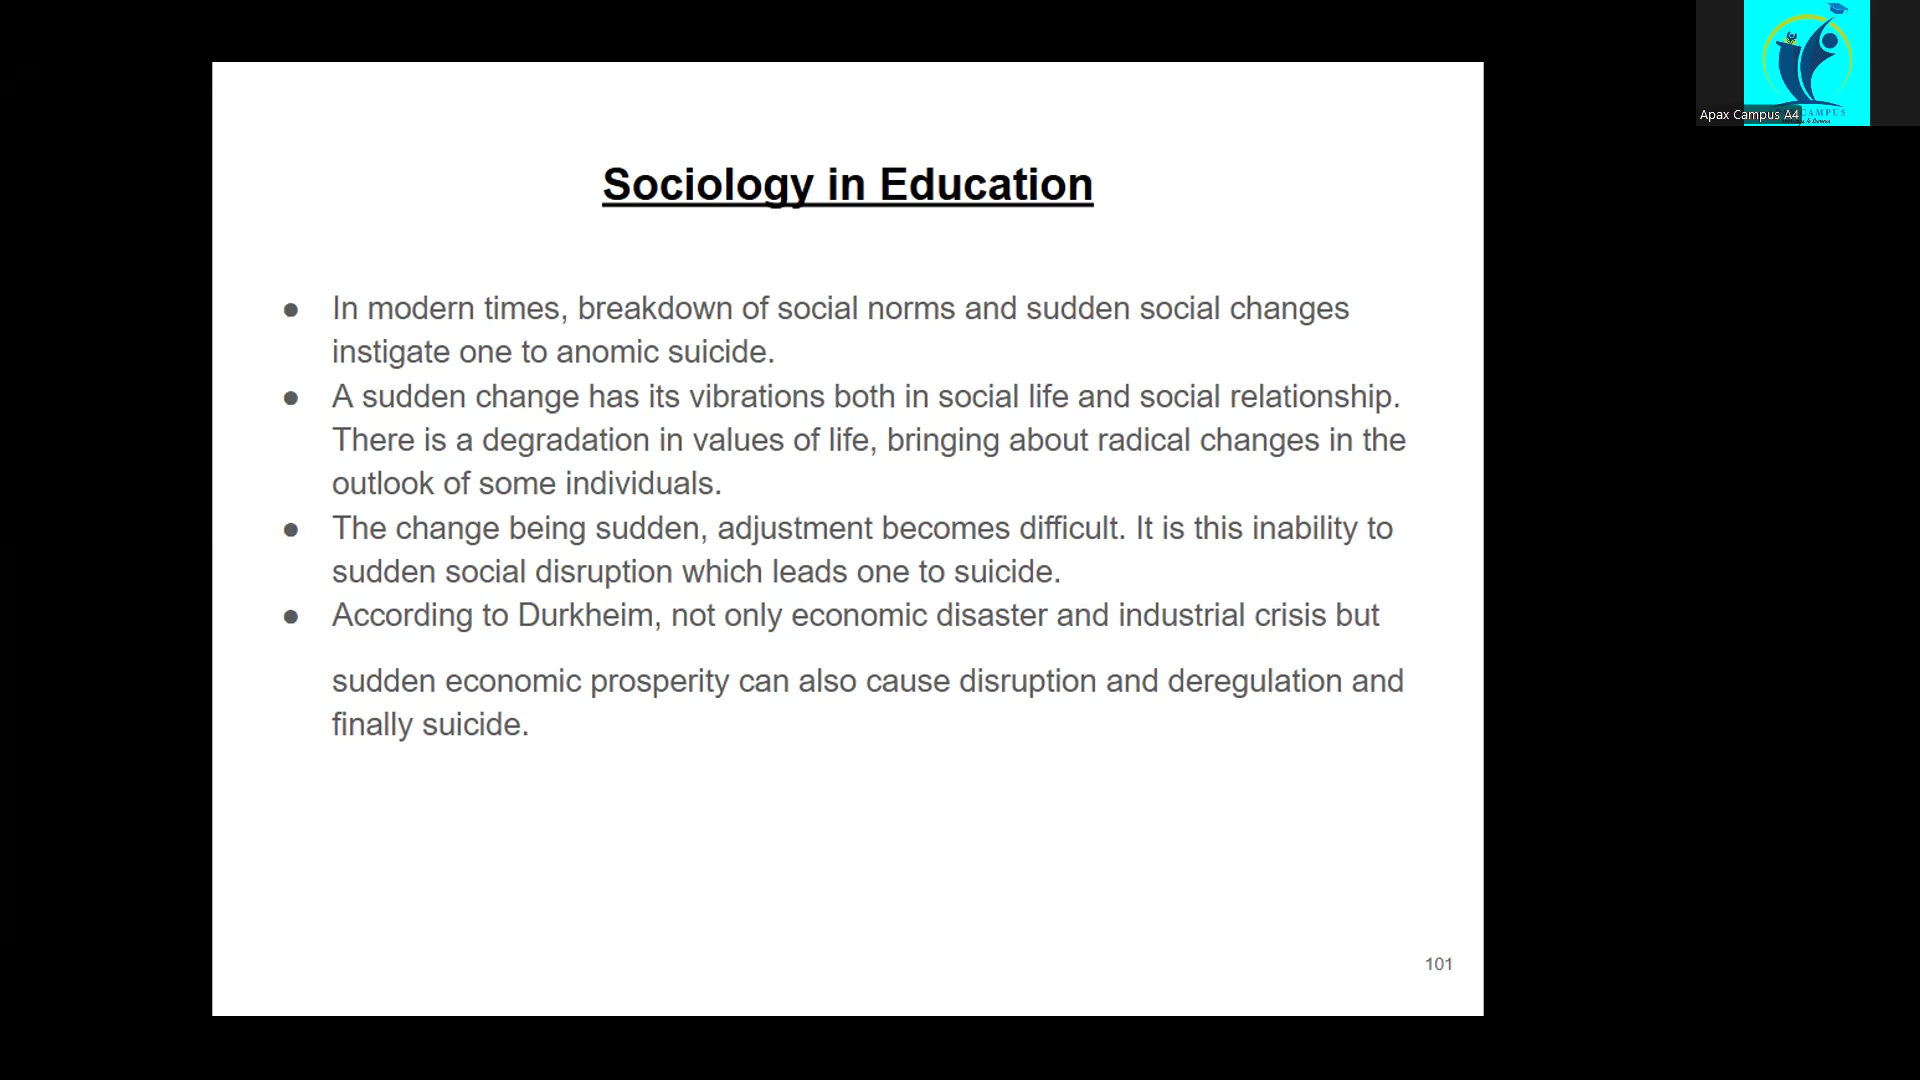 Sociology in Education
● In modern times, breakdown of social norms and sudden social changes
instigate one to anomic suicide.
● A sudden change has its vibrations both in social life and social relationship.
There is a degradation in values of life, bringing about radical changes in the
outlook of some individuals.
● The change being sudden, adjustment becomes difficult. It is this inability to
sudden social disruption which leads one to suicide.
● According to Durkheim, not only economic disaster and industrial crisis but
sudden economic prosperity can also cause disruption and deregulation and
finally suicide.
101
Apax Campus A4
CAMPUS